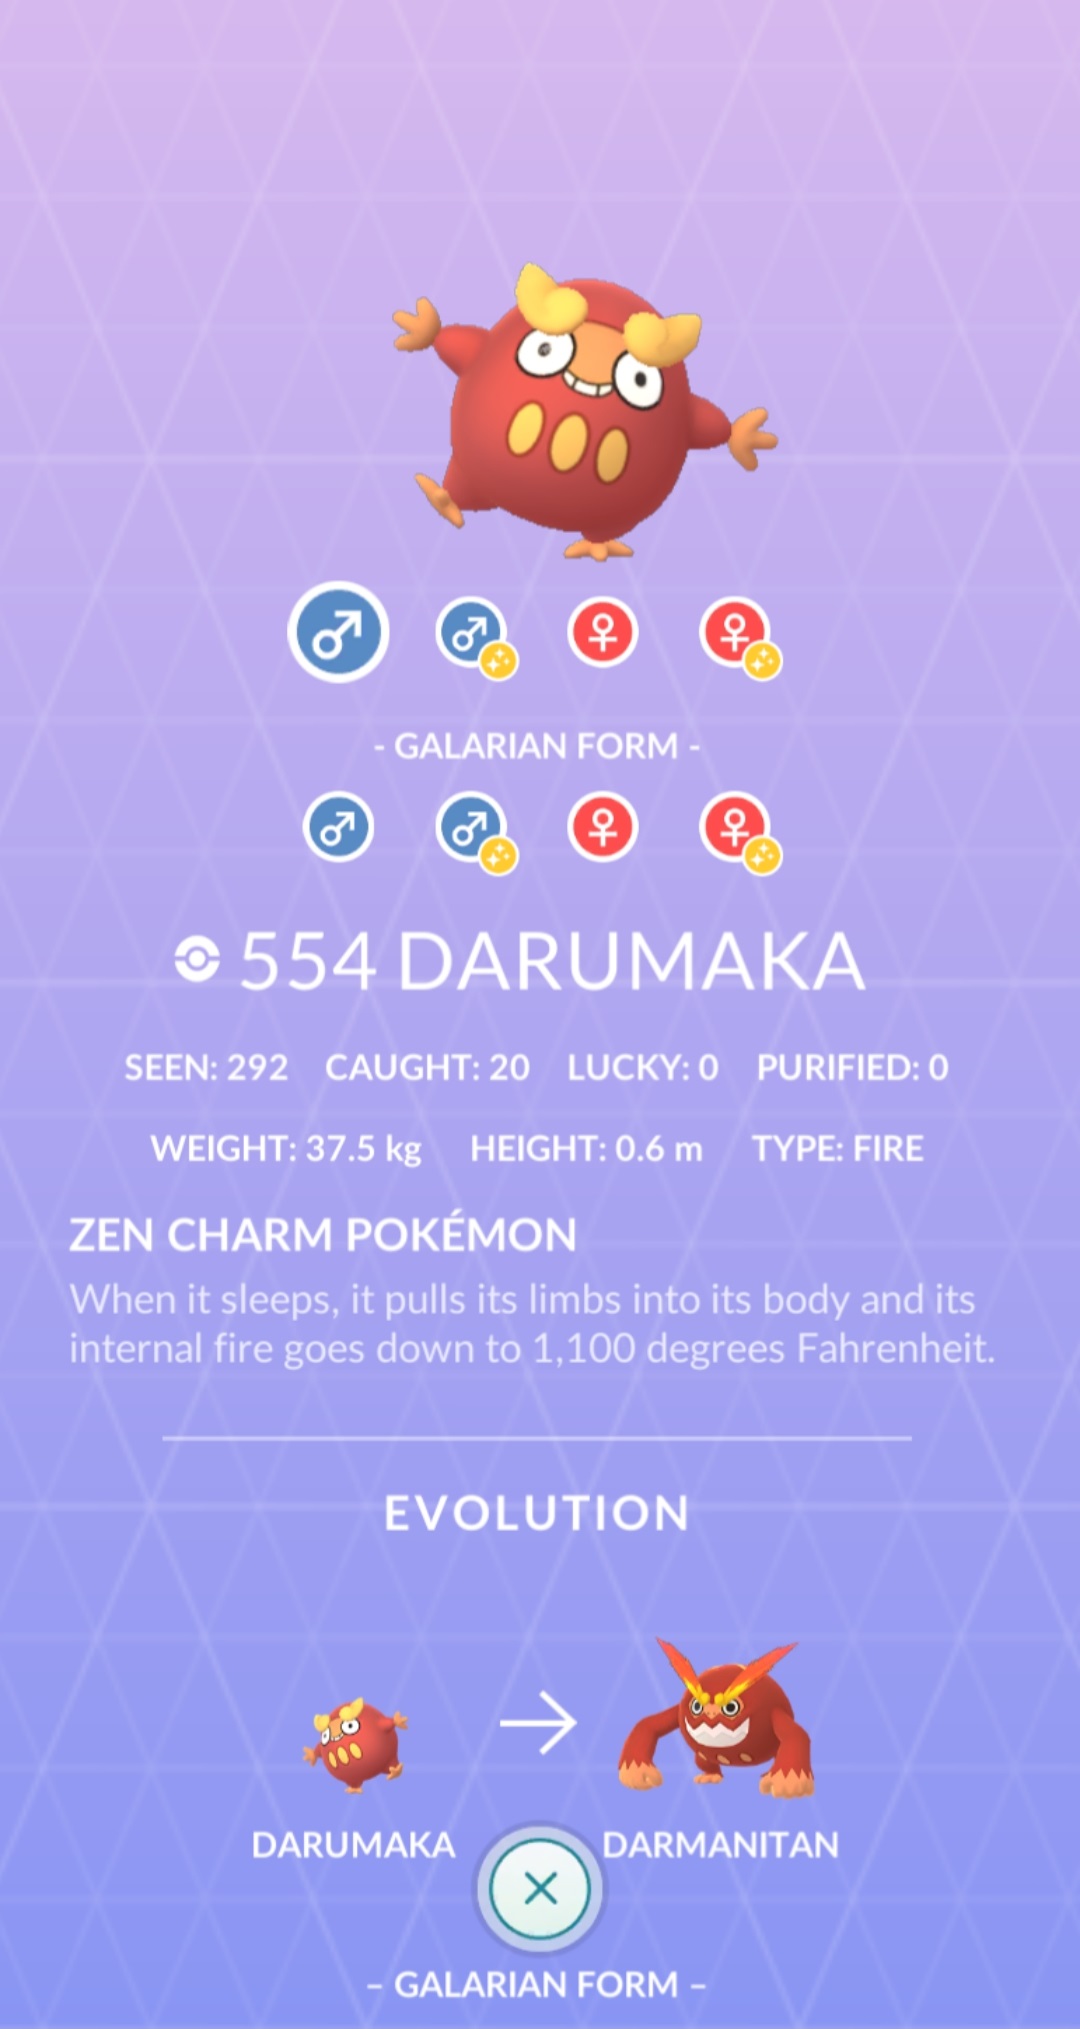 - GALARIAN FORM -
554 DARUMAKA
SEEN: 292 CAUGHT: 20 LUCKY: 0 PURIFIED: 0
WEIGHT: 37.5 kg HEIGHT: 0.6 m TYPE: FIRE
ZEN CHARM POKÉMON
When it sleeps, it pulls its limbs into its body and its
internal fire goes down to 1,100 degrees Fahrenheit.
EVOLUTION
DARUMAKA DARMANITAN
– GALARIAN FORM –